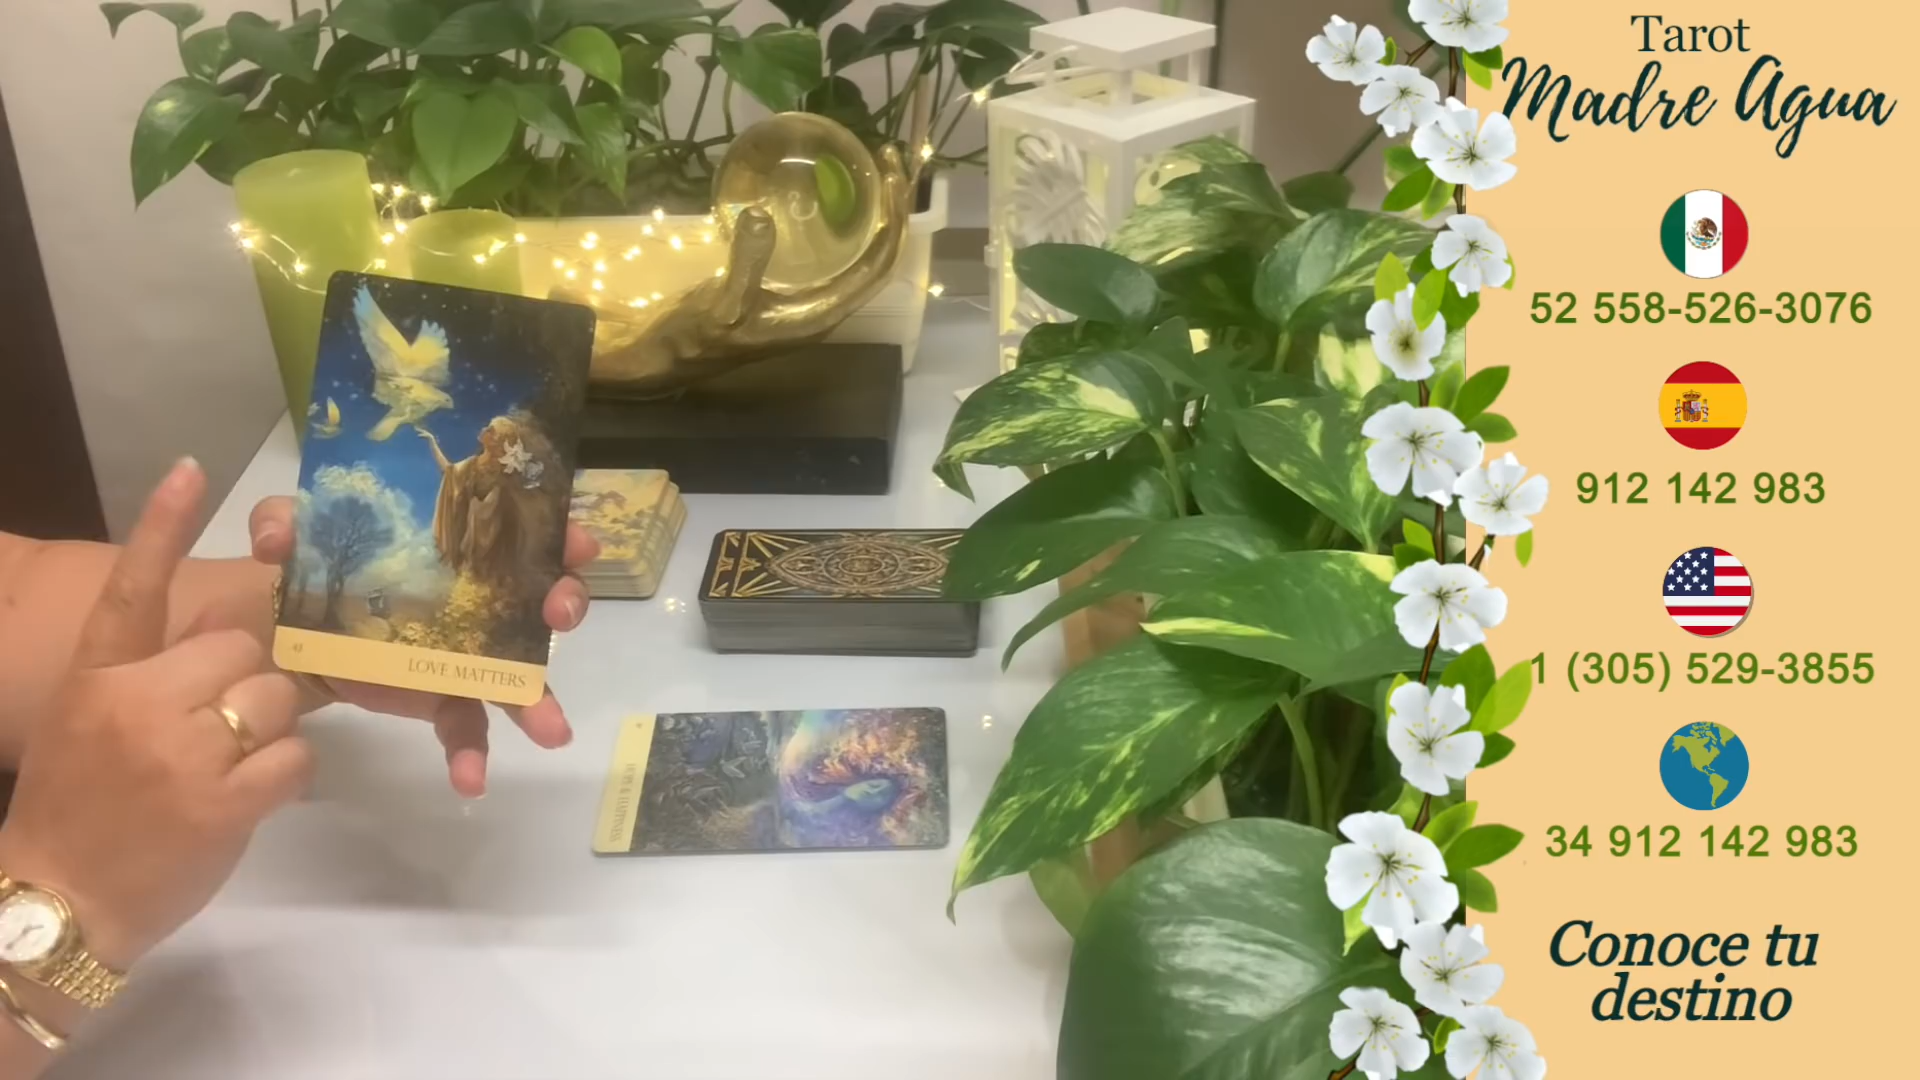 LOVE MATTERS
Tarot
Madre Agua
52 558-526-3076
912 142 983
1 (305) 529-3855
34 912 142 983
Conoce tu
destino